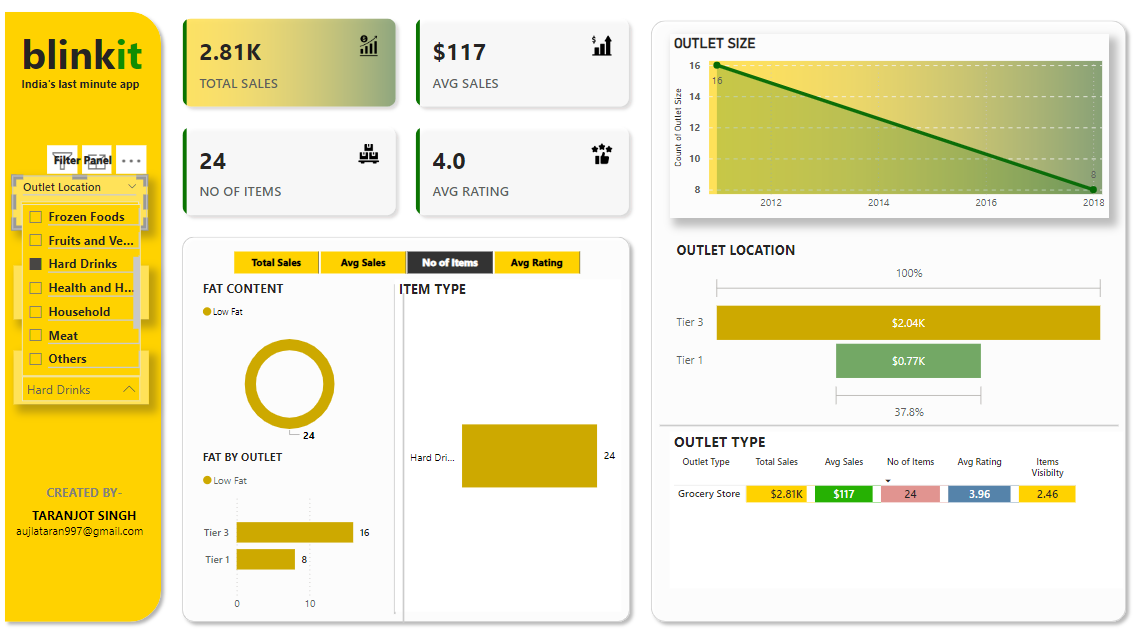 blinkit
India's last minute app
Filter Panel
Outlet Location
Frozen Foods
Fruits and Ve...
Hard Drinks
Health and H...
Household
Meat
Others
Hard Drinks
CREATED BY-
TARANJOT SINGH
aujlataran997@gmail.com
2.81K
TOTAL SALES
$117
AVG SALES
24
NO OF ITEMS
4.0
AVG RATING
Total Sales
Avg Sales
No of Items
Avg Rating
FAT CONTENT
Low Fat
24
FAT BY OUTLET
Low Fat
Tier 3
16
Tier 1
8
0
10
ITEM TYPE
Hard Dri...
24
OUTLET SIZE
Count of Outlet Size
16
14
12
10
8
16
8
2012
2014
2016
2018
OUTLET LOCATION
100%
Tier 3
$2.04K
Tier 1
$0.77K
37.8%
OUTLET TYPE
Outlet Type Total Sales Avg Sales No of Items Avg Rating Items
Visibilty
Grocery Store $2.81K $117 24 3.96 2.46